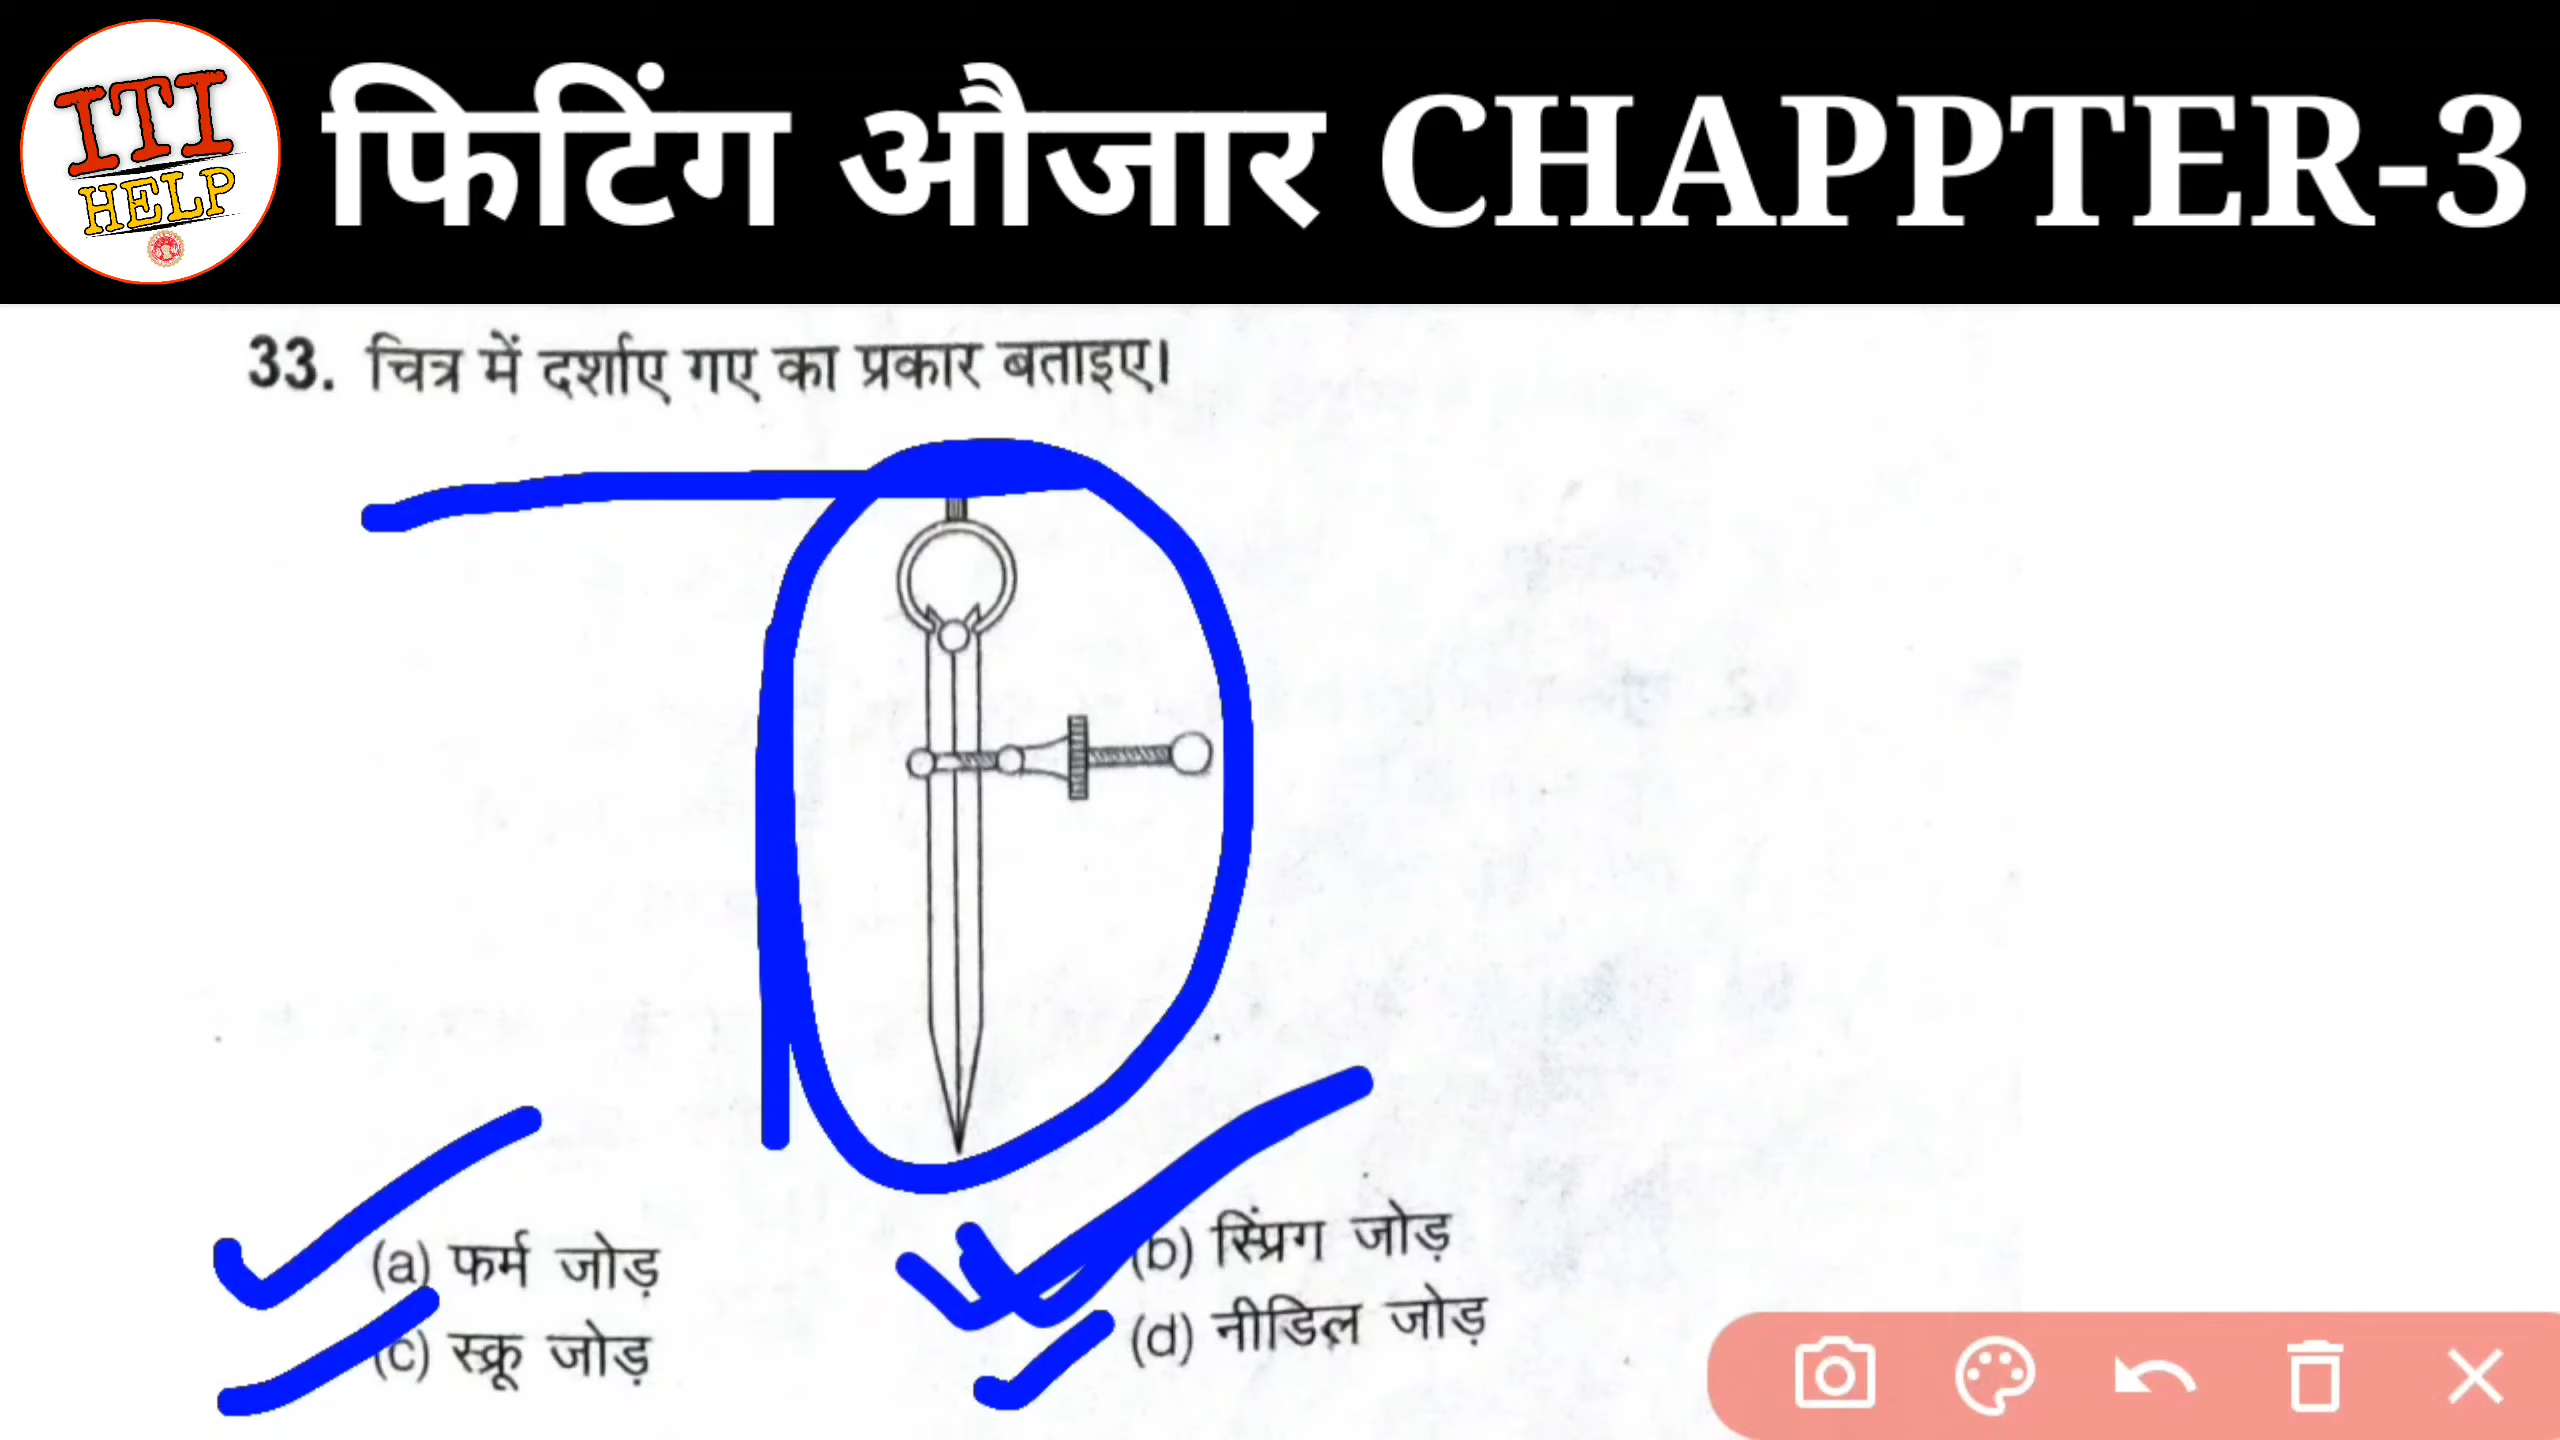 ITI
HELP
फिटिंग औजार CHAPPTER-3
33. चित्र में दर्शाए गए का प्रकार बताइए।
(a) फर्म जोड़
(b) स्प्रिंग जोड़
(c) स्क्रू जोड़
(d) नीडिल जोड़